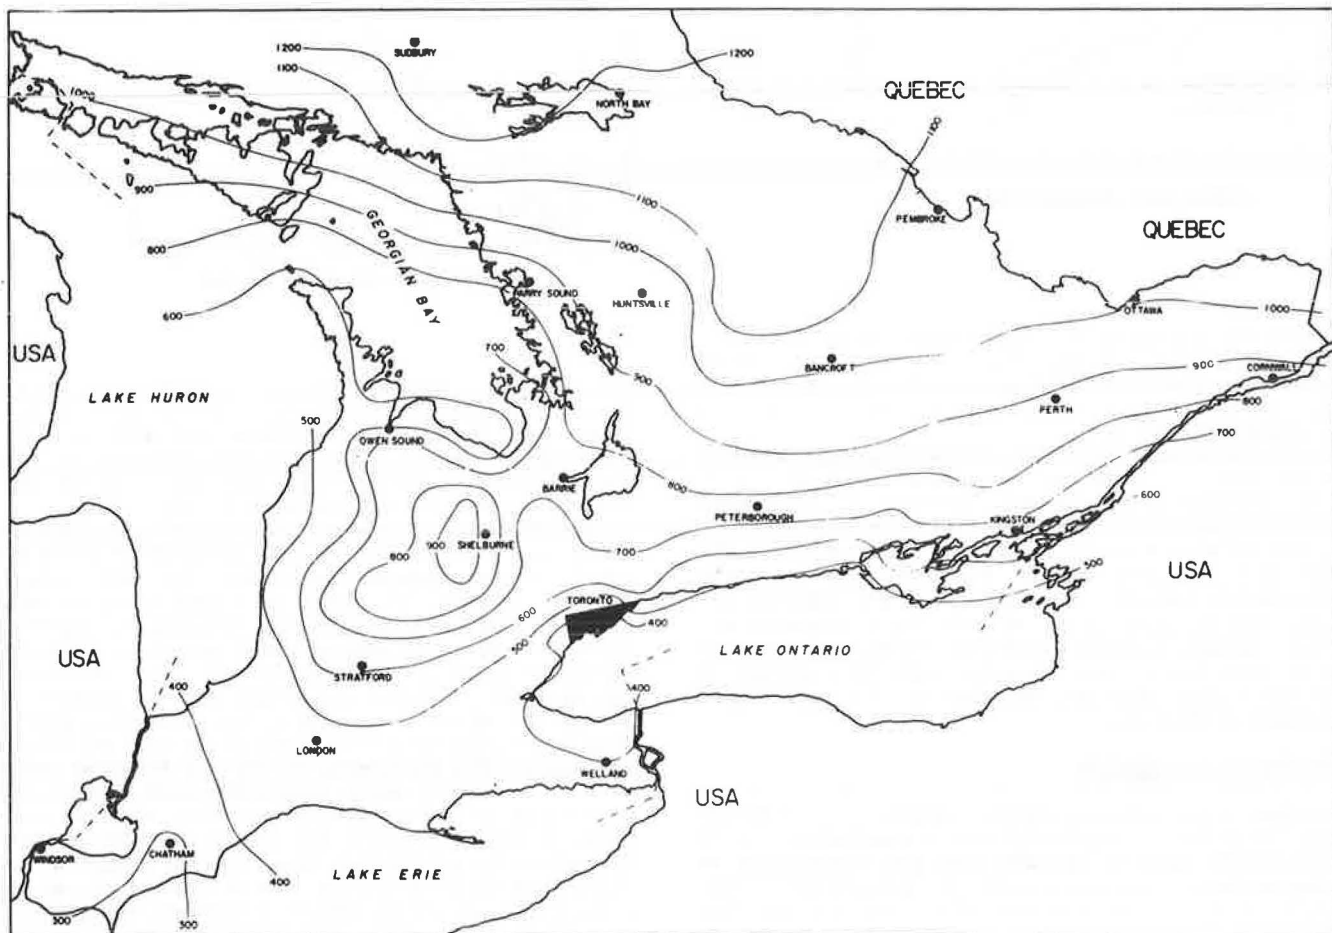 1200
SUDBURY
1200
1100
1000
NORTH BAY
QUEBEC
1100
900
1100
PEMBROKE
GEORGIAN BAY
800
1000
QUEBEC
PARRY SOUND
HUNTSVILLE
600
OTTAWA
1000
USA
700
BANCROFT
900
900
CORNWALL
LAKE HURON
PERTH
800
500
OWEN SOUND
700
BARRIE
800
600
PETERBOROUGH
KINGSTON
SHELBURNE
900
800
700
500
USA
TORONTO
600
400
500
LAKE ONTARIO
USA
STRATFORD
400
400
LONDON
WELLAND
USA
WINDSOR
CHATHAM
LAKE ERIE
400
300
300